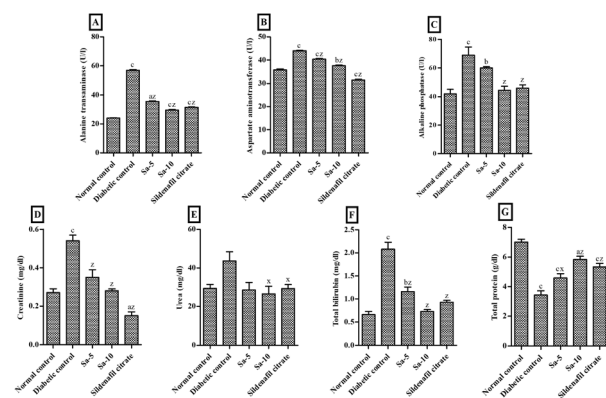 A
Alanine transaminase (U/l)
80
60
40
20
0
c
az
cz
cz
Normal control
Diabetic control
Sa-5
Sa-10
Sildenafil citrate
B
Aspartate aminotransferase (U/l)
50
40
30
20
10
0
c
cz
bz
cz
Normal control
Diabetic control
Sa-5
Sa-10
Sildenafil citrate
C
Alkaline phosphatase (U/l)
80
60
40
20
0
c
b
z
z
Normal control
Diabetic control
Sa-5
Sa-10
Sildenafil citrate
D
Creatinine (mg/dl)
0.6
0.4
0.2
0.0
c
z
z
az
Normal control
Diabetic control
Sa-5
Sa-10
Sildenafil citrate
E
Urea (mg/dl)
80
60
40
20
0
x
x
Normal control
Diabetic control
Sa-5
Sa-10
Sildenafil citrate
F
Total bilirubin (mg/dl)
2.5
2.0
1.5
1.0
0.5
0.0
c
bz
z
z
Normal control
Diabetic control
Sa-5
Sa-10
Sildenafil citrate
G
Total protein (g/dl)
8
6
4
2
0
c
cx
az
cz
Normal control
Diabetic control
Sa-5
Sa-10
Sildenafil citrate